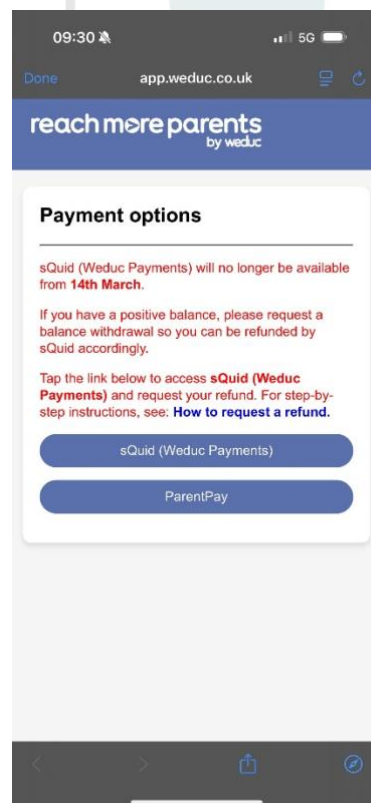 09:30
5G
Done
app.weduc.co.uk
reach more parents
by weduc
Payment options
sQuid (Weduc Payments) will no longer be available
from 14th March.
If you have a positive balance, please request a
balance withdrawal so you can be refunded by
sQuid accordingly.
Tap the link below to access sQuid (Weduc
Payments) and request your refund. For step-by-
step instructions, see: How to request a refund.
sQuid (Weduc Payments)
ParentPay